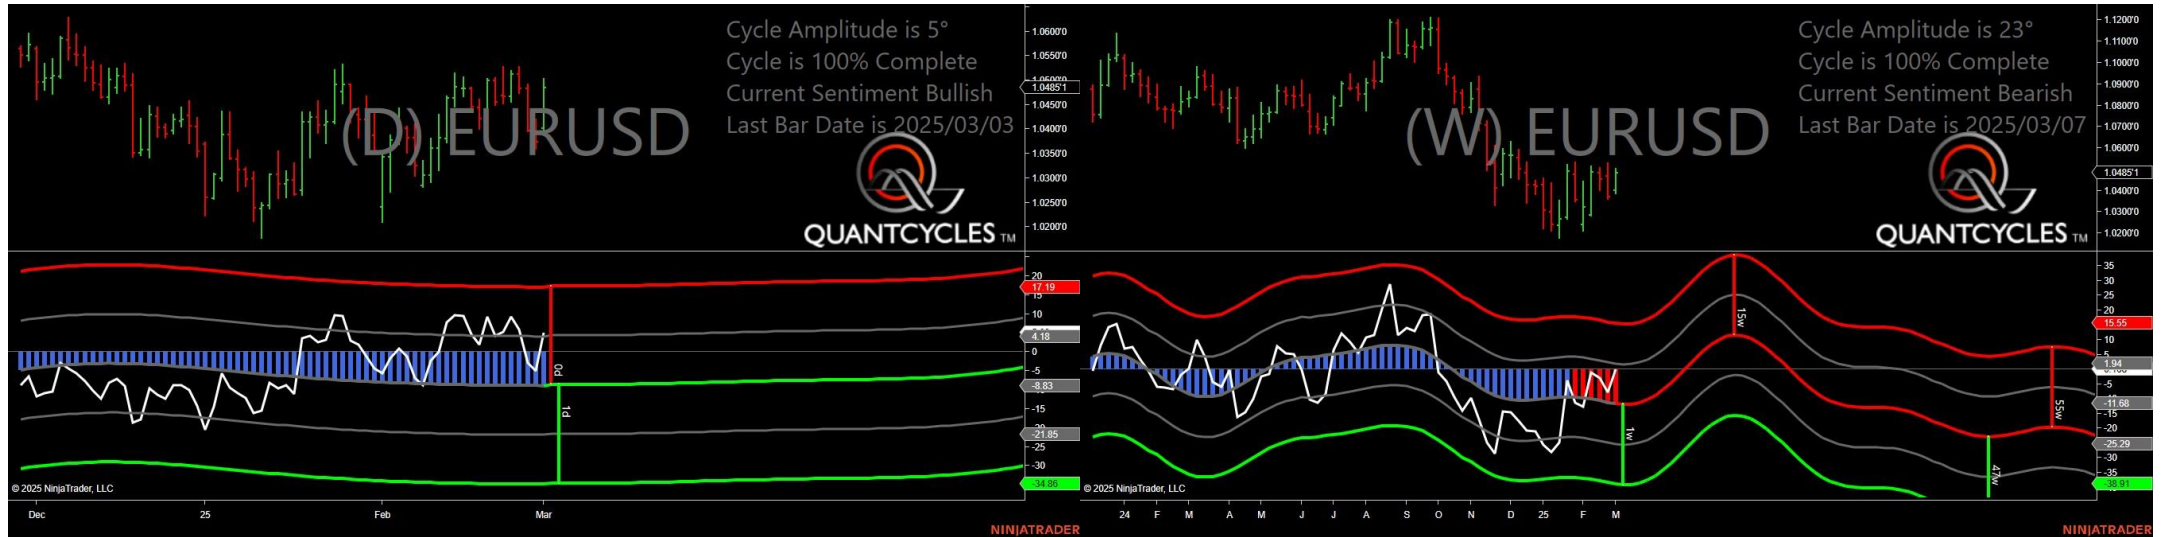 Cycle Amplitude is 5°
Cycle is 100% Complete
Current Sentiment Bullish
Last Bar Date is 2025/03/03
(D) EURUSD
QUANTCYCLES TM
1.0600'0
1.0550'0
1.0500'0
1.0485'1
1.0450'0
1.0400'0
1.0350'0
1.0300'0
1.0250'0
1.0200'0
20
17.19
15
10
4.18
0
-5
-8.83
-15
-21.85
-25
-30
-34.86
P0
1d
© 2025 NinjaTrader, LLC
Dec 25 Feb Mar
NINJATRADER
Cycle Amplitude is 23°
Cycle is 100% Complete
Current Sentiment Bearish
Last Bar Date is 2025/03/07
(W) EURUSD
QUANTCYCLES TM
1.1200'0
1.1100'0
1.1000'0
1.0900'0
1.0800'0
1.0700'0
1.0600'0
1.0485'1
1.0400'0
1.0300'0
1.0200'0
35
30
25
20
15.55
10
5
1.94
-5
-11.68
-15
-20
-25.29
-30
-35
-38.91
1w
15w
47w
55w
© 2025 NinjaTrader, LLC
24 F M A M J J A S O N D 25 F M
NINJATRADER